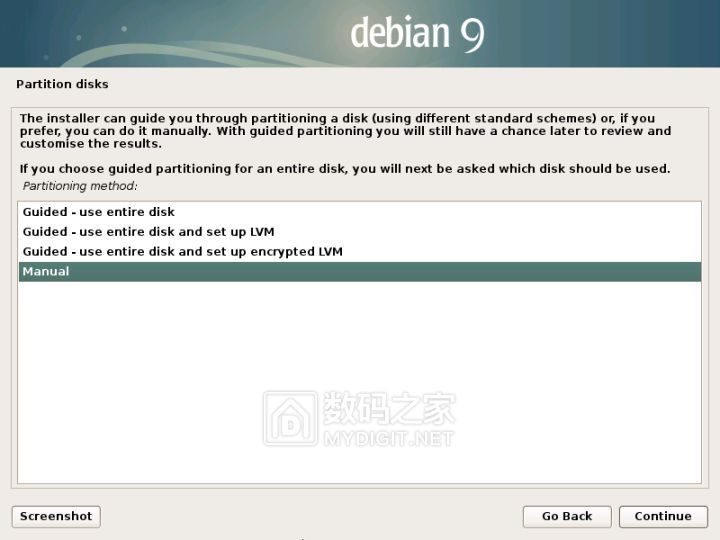 debian 9
Partition disks
The installer can guide you through partitioning a disk (using different standard schemes) or, if you
prefer, you can do it manually. With guided partitioning you will still have a chance later to review and
customise the results.
If you choose guided partitioning for an entire disk, you will next be asked which disk should be used.
Partitioning method:
Guided - use entire disk
Guided - use entire disk and set up LVM
Guided - use entire disk and set up encrypted LVM
Manual
数码之家
MYDIGIT.NET
Screenshot
Go Back
Continue